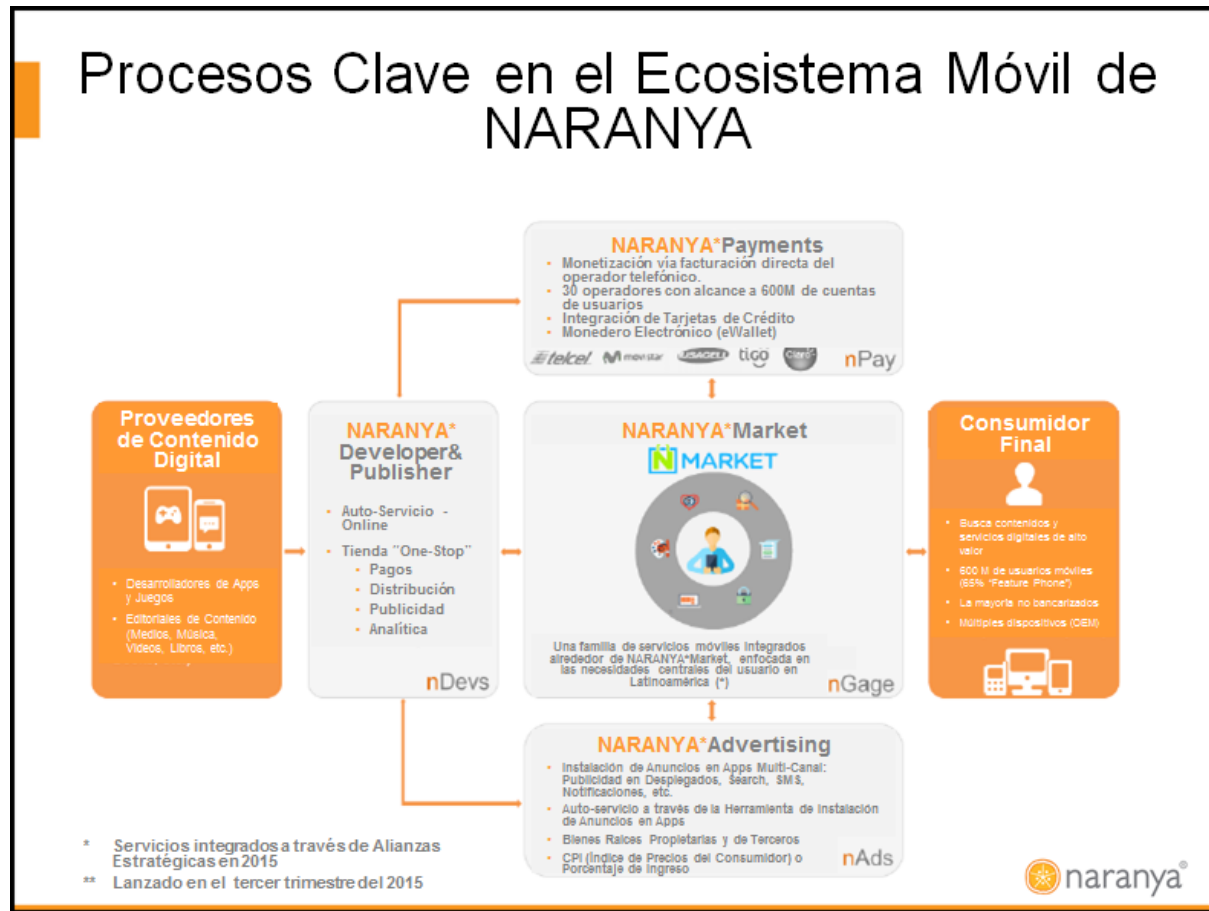 Procesos Clave en el Ecosistema Móvil de
NARANYA
NARANYA*Payments
• Monetización vía facturación directa del
operador telefónico.
• 30 operadores con alcance a 600M de cuentas
de usuarios
• Integración de Tarjetas de Crédito
• Monedero Electrónico (eWallet)
telcel movistar IUSACELL tigo Claro nPay
Proveedores
de Contenido
Digital
• Desarrolladores de Apps
y Juegos
• Editoriales de Contenido
(Medios, Música,
Videos, Libros, etc.)
NARANYA*
Developer&
Publisher
• Auto-Servicio -
Online
• Tienda "One-Stop"
• Pagos
• Distribución
• Publicidad
• Analítica
nDevs
NARANYA*Market
N MARKET
Una familia de servicios móviles integrados
alrededor de NARANYA*Market, enfocada en
las necesidades centrales del usuario en
Latinoamérica (*)
nGage
Consumidor
Final
• Busca contenidos y
servicios digitales de alto
valor
• 600 M de usuarios móviles
(65% "Feature Phone")
• La mayoría no bancarizados
• Múltiples dispositivos (OEM)
NARANYA*Advertising
• Instalación de Anuncios en Apps Multi-Canal:
Publicidad en Desplegados, Search, SMS,
Notificaciones, etc.
• Auto-servicio a través de la Herramienta de Instalación
de Anuncios en Apps
• Bienes Raíces Propietarias y de Terceros
• CPI (Índice de Precios del Consumidor) o
Porcentaje de Ingreso
nAds
* Servicios integrados a través de Alianzas
Estratégicas en 2015
** Lanzado en el tercer trimestre del 2015
naranya®